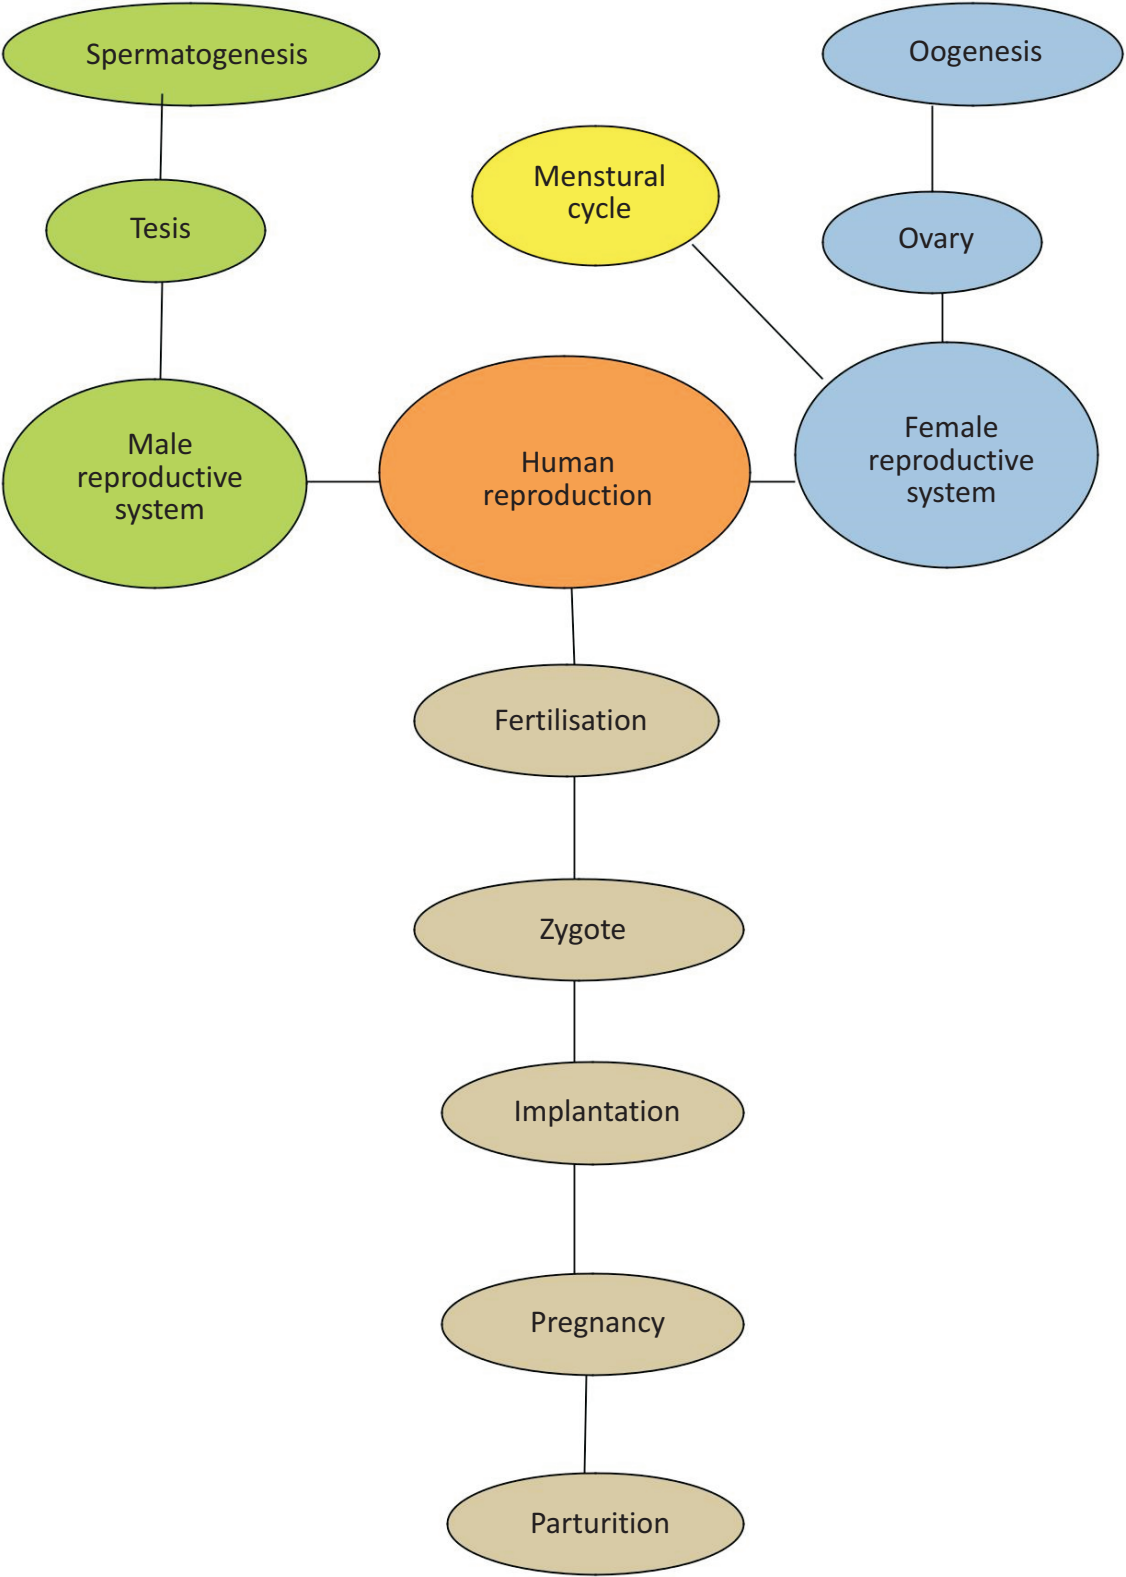 Spermatogenesis
Oogenesis
Menstural
cycle
Tesis
Ovary
Male
reproductive
system
Human
reproduction
Female
reproductive
system
Fertilisation
Zygote
Implantation
Pregnancy
Parturition